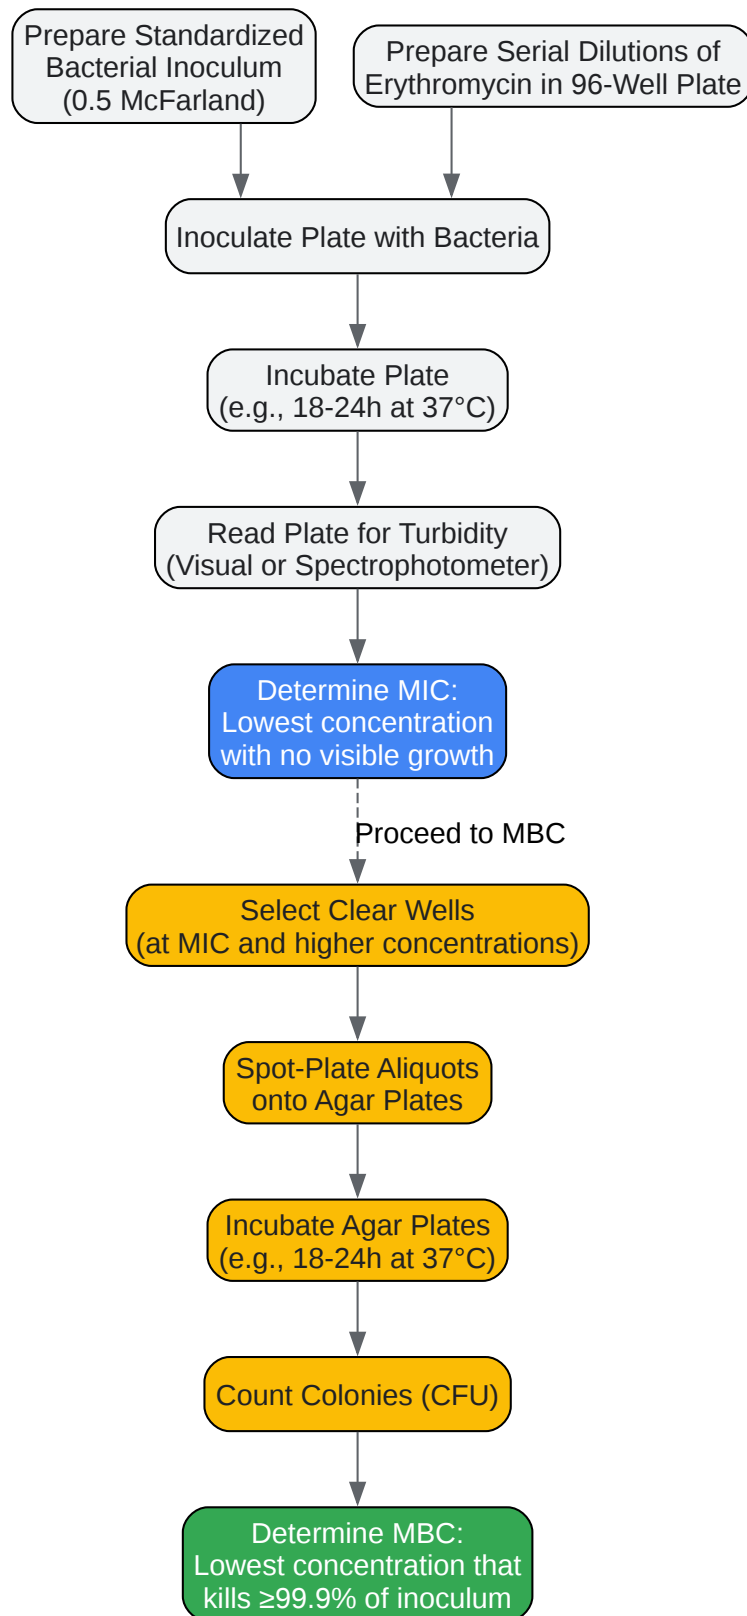 Prepare Standardized
Bacterial Inoculum
(0.5 McFarland)
Prepare Serial Dilutions of
Erythromycin in 96-Well Plate
Inoculate Plate with Bacteria
Incubate Plate
(e.g., 18-24h at 37°C)
Read Plate for Turbidity
(Visual or Spectrophotometer)
Determine MIC:
Lowest concentration
with no visible growth
Proceed to MBC
Select Clear Wells
(at MIC and higher concentrations)
Spot-Plate Aliquots
onto Agar Plates
Incubate Agar Plates
(e.g., 18-24h at 37°C)
Count Colonies (CFU)
Determine MBC:
Lowest concentration that
kills ≥99.9% of inoculum